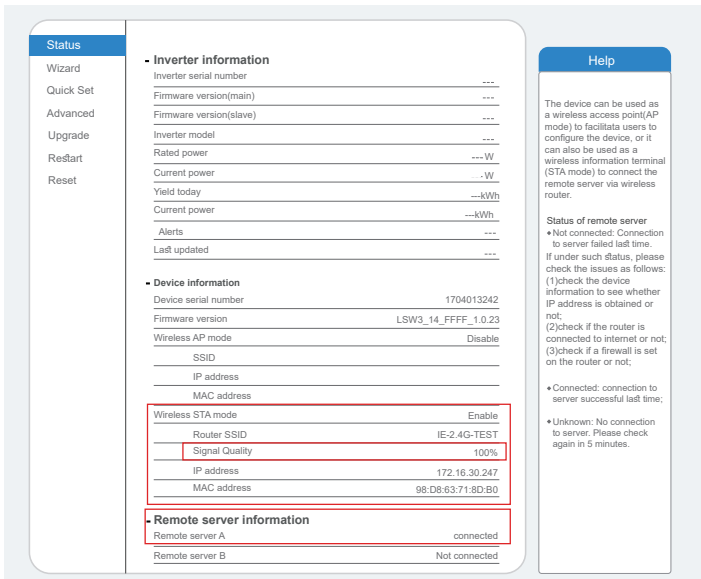 Status
Wizard
Quick Set
Advanced
Upgrade
Restart
Reset
- Inverter information
Inverter serial number ---
Firmware version(main) ---
Firmware version(slave) ---
Inverter model ---
Rated power --- W
Current power --- W
Yield today ---kWh
Current power ---kWh
Alerts ---
Last updated ---
- Device information
Device serial number 1704013242
Firmware version LSW3_14_FFFF_1.0.23
Wireless AP mode Disable
SSID
IP address
MAC address
Wireless STA mode Enable
Router SSID IE-2.4G-TEST
Signal Quality 100%
IP address 172.16.30.247
MAC address 98:D8:63:71:8D:B0
- Remote server information
Remote server A connected
Remote server B Not connected
Help
The device can be used as
a wireless access point(AP
mode) to facilitata users to
configure the device, or it
can also be used as a
wireless information terminal
(STA mode) to connect the
remote server via wireless
router.
Status of remote server
◆Not connected: Connection
to server failed last time.
If under such status, please
check the issues as follows:
(1)check the device
information to see whether
IP address is obtained or
not;
(2)check if the router is
connected to internet or not;
(3)check if a firewall is set
on the router or not;
◆Connected: connection to
server successful last time;
◆Unknown: No connection
to server. Please check
again in 5 minutes.